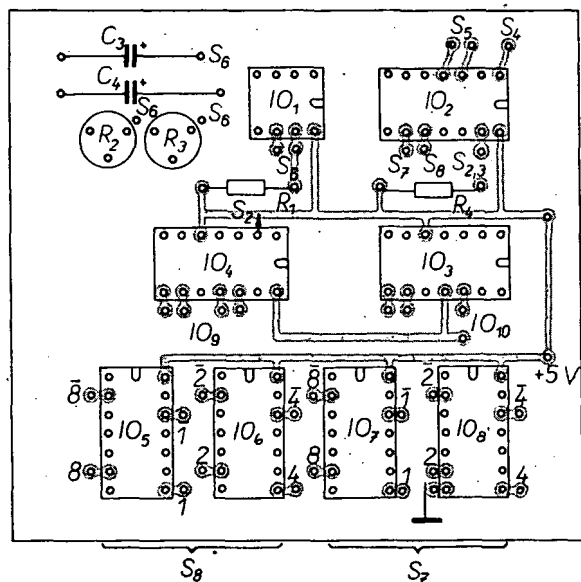 C3 + S6
C4 + S6
S5 S4
R2 R3 S6
IO1 IO2
S7 S8 S2,3
R1 R4
S2
IO4 IO3
IO9 IO10
+5 V
8̄ 2̄ 8̄ 2̄
1̄ 4̄ 1̄ 4̄
IO5 IO6 IO7 IO8
8 2 8 2
1 4 1 4
S8 S7